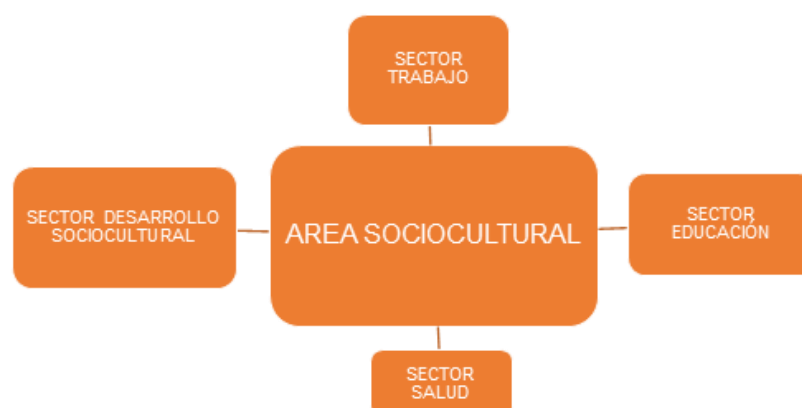 SECTOR
TRABAJO
SECTOR DESARROLLO
SOCIOCULTURAL
AREA SOCIOCULTURAL
SECTOR
EDUCACIÓN
SECTOR
SALUD